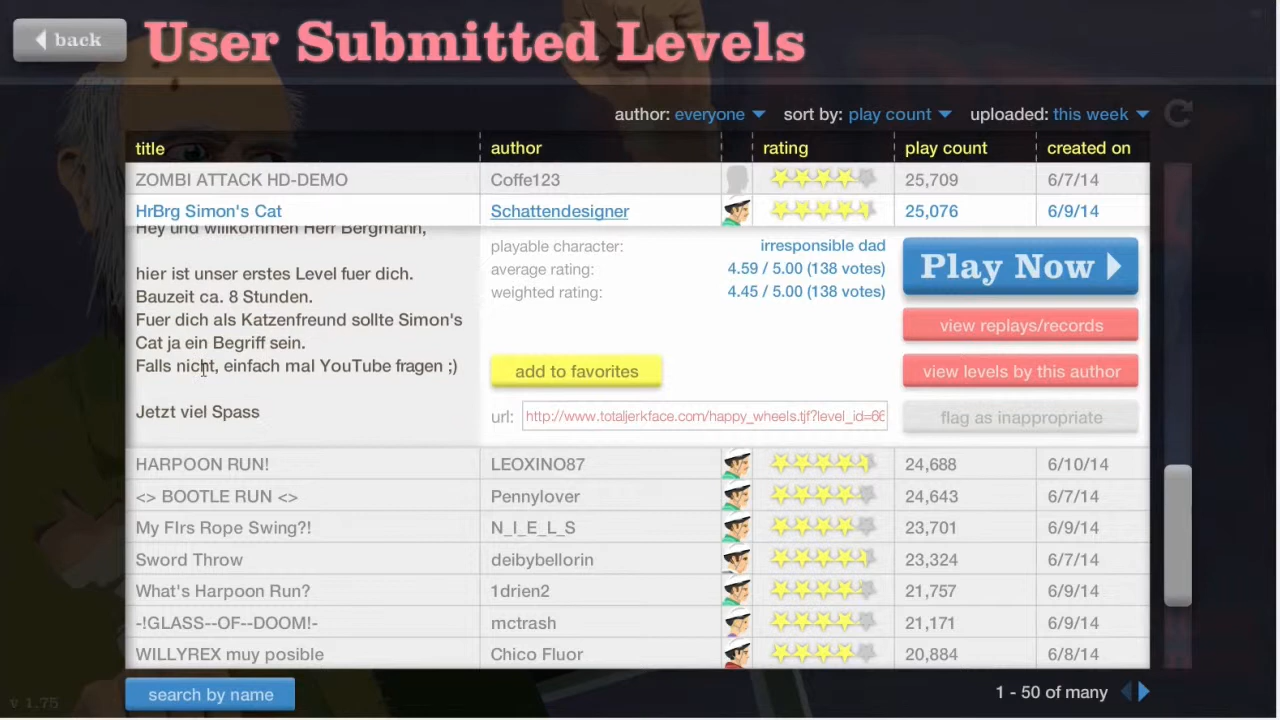 back
User Submitted Levels
author: everyone sort by: play count uploaded: this week
title author rating play count created on
ZOMBI ATTACK HD-DEMO Coffe123 25,709 6/7/14
HrBrg Simon's Cat Schattendesigner 25,076 6/9/14
Hey und willkommen Herr Bergmann,
hier ist unser erstes Level fuer dich.
Bauzeit ca. 8 Stunden.
Fuer dich als Katzenfreund sollte Simon's
Cat ja ein Begriff sein.
Falls nicht, einfach mal YouTube fragen ;)
Jetzt viel Spass
playable character: irresponsible dad
average rating: 4.59 / 5.00 (138 votes)
weighted rating: 4.45 / 5.00 (138 votes)
add to favorites
url: http://www.totaljerkface.com/happy_wheels.tjf?level_id=66
Play Now
view replays/records
view levels by this author
flag as inappropriate
HARPOON RUN! LEOXINO87 24,688 6/10/14
<> BOOTLE RUN <> Pennylover 24,643 6/7/14
My FIrs Rope Swing?! N_I_E_L_S 23,701 6/9/14
Sword Throw deibybellorin 23,324 6/7/14
What's Harpoon Run? 1drien2 21,757 6/9/14
-!GLASS--OF--DOOM!- mctrash 21,171 6/9/14
WILLYREX muy posible Chico Fluor 20,884 6/8/14
v 1.75 search by name 1 - 50 of many